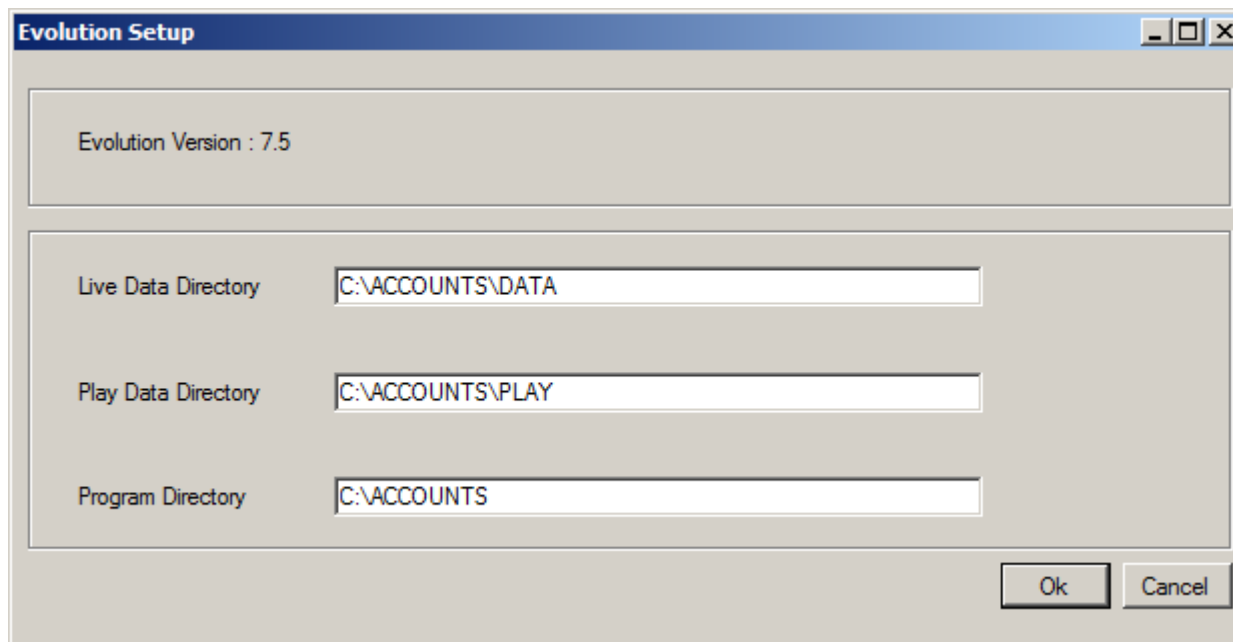 Evolution Setup
Evolution Version : 7.5
Live Data Directory C:\ACCOUNTS\DATA
Play Data Directory C:\ACCOUNTS\PLAY
Program Directory C:\ACCOUNTS
Ok Cancel